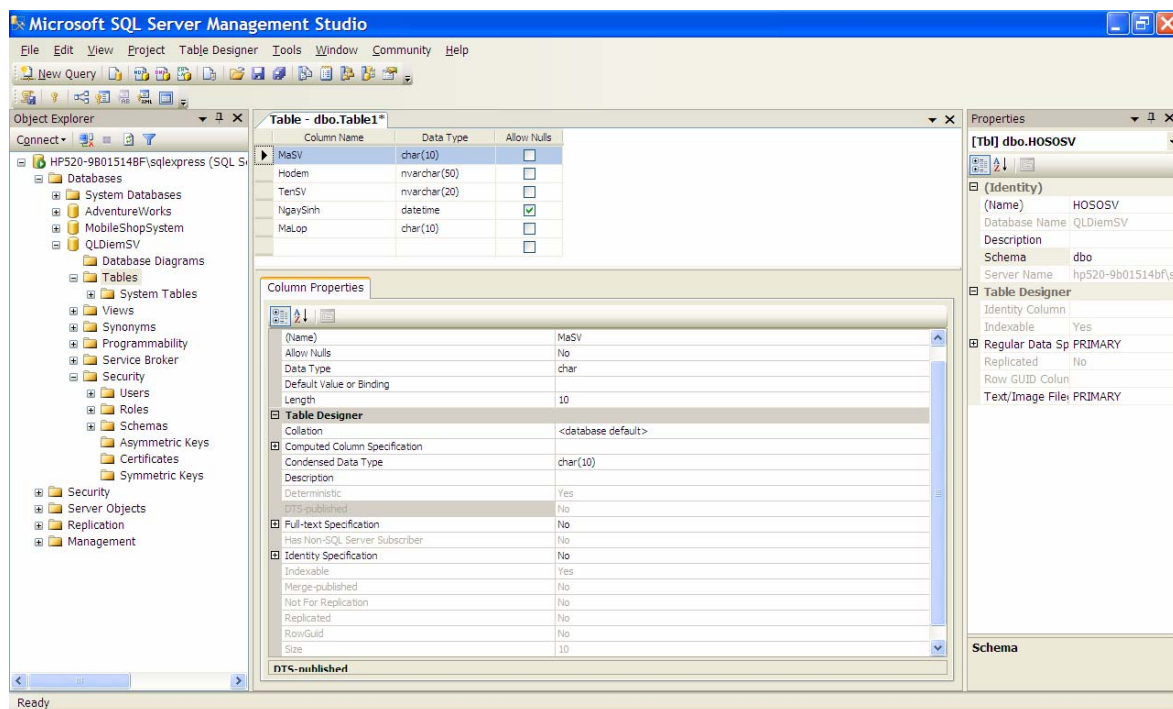 Microsoft SQL Server Management Studio
File Edit View Project Table Designer Tools Window Community Help
New Query
Object Explorer
Connect
HP520-9B01514BF\sqlexpress (SQL S
Databases
System Databases
AdventureWorks
MobileShopSystem
QLDiemSV
Database Diagrams
Tables
System Tables
Views
Synonyms
Programmability
Service Broker
Security
Users
Roles
Schemas
Asymmetric Keys
Certificates
Symmetric Keys
Security
Server Objects
Replication
Management
Table - dbo.Table1*
Column Name Data Type Allow Nulls
MaSV char(10)
Hodem nvarchar(50)
TenSV nvarchar(20)
NgaySinh datetime
MaLop char(10)
Column Properties
(Name) MaSV
Allow Nulls No
Data Type char
Default Value or Binding
Length 10
Table Designer
Collation <database default>
Computed Column Specification
Condensed Data Type char(10)
Description
Deterministic Yes
DTS-published No
Full-text Specification No
Has Non-SQL Server Subscriber No
Identity Specification No
Indexable Yes
Merge-published No
Not For Replication No
Replicated No
RowGuid No
Size 10
DTS-published
Properties
[Tbl] dbo.HOSOSV
(Identity)
(Name) HOSOSV
Database Name QLDiemSV
Description
Schema dbo
Server Name hp520-9b01514bf\s
Table Designer
Identity Column
Indexable Yes
Regular Data Sp PRIMARY
Replicated No
Row GUID Colun
Text/Image File PRIMARY
Schema
Ready